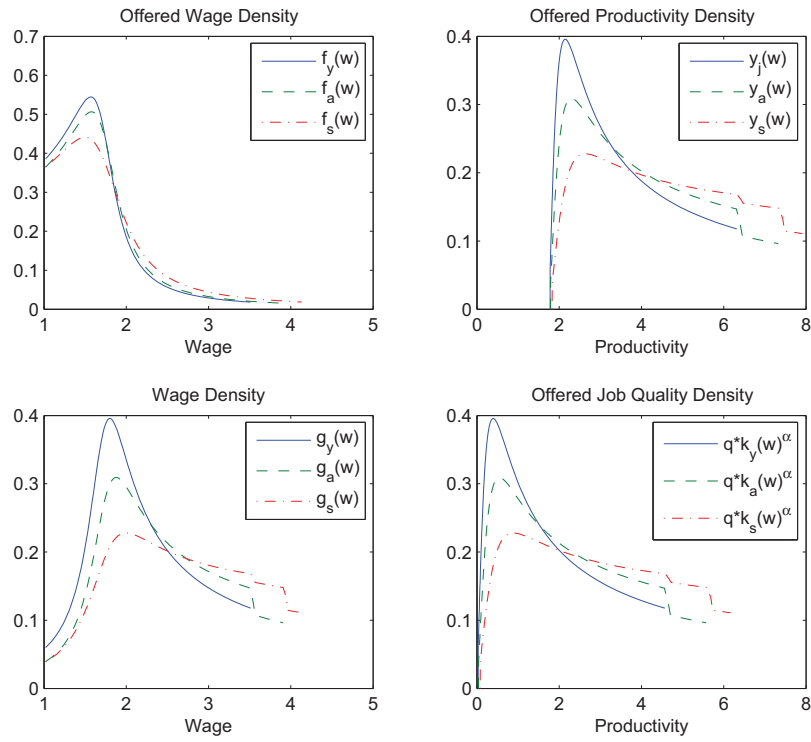 Offered Wage Density
0.7
0.6
0.5
0.4
0.3
0.2
0.1
0
1
2
3
4
5
Wage
f_y(w)
f_a(w)
f_s(w)
Offered Productivity Density
0.4
0.3
0.2
0.1
0
0
2
4
6
8
Productivity
y_j(w)
y_a(w)
y_s(w)
Wage Density
0.4
0.3
0.2
0.1
0
1
2
3
4
5
Wage
g_y(w)
g_a(w)
g_s(w)
Offered Job Quality Density
0.4
0.3
0.2
0.1
0
0
2
4
6
8
Productivity
q*k_y(w)^α
q*k_a(w)^α
q*k_s(w)^α